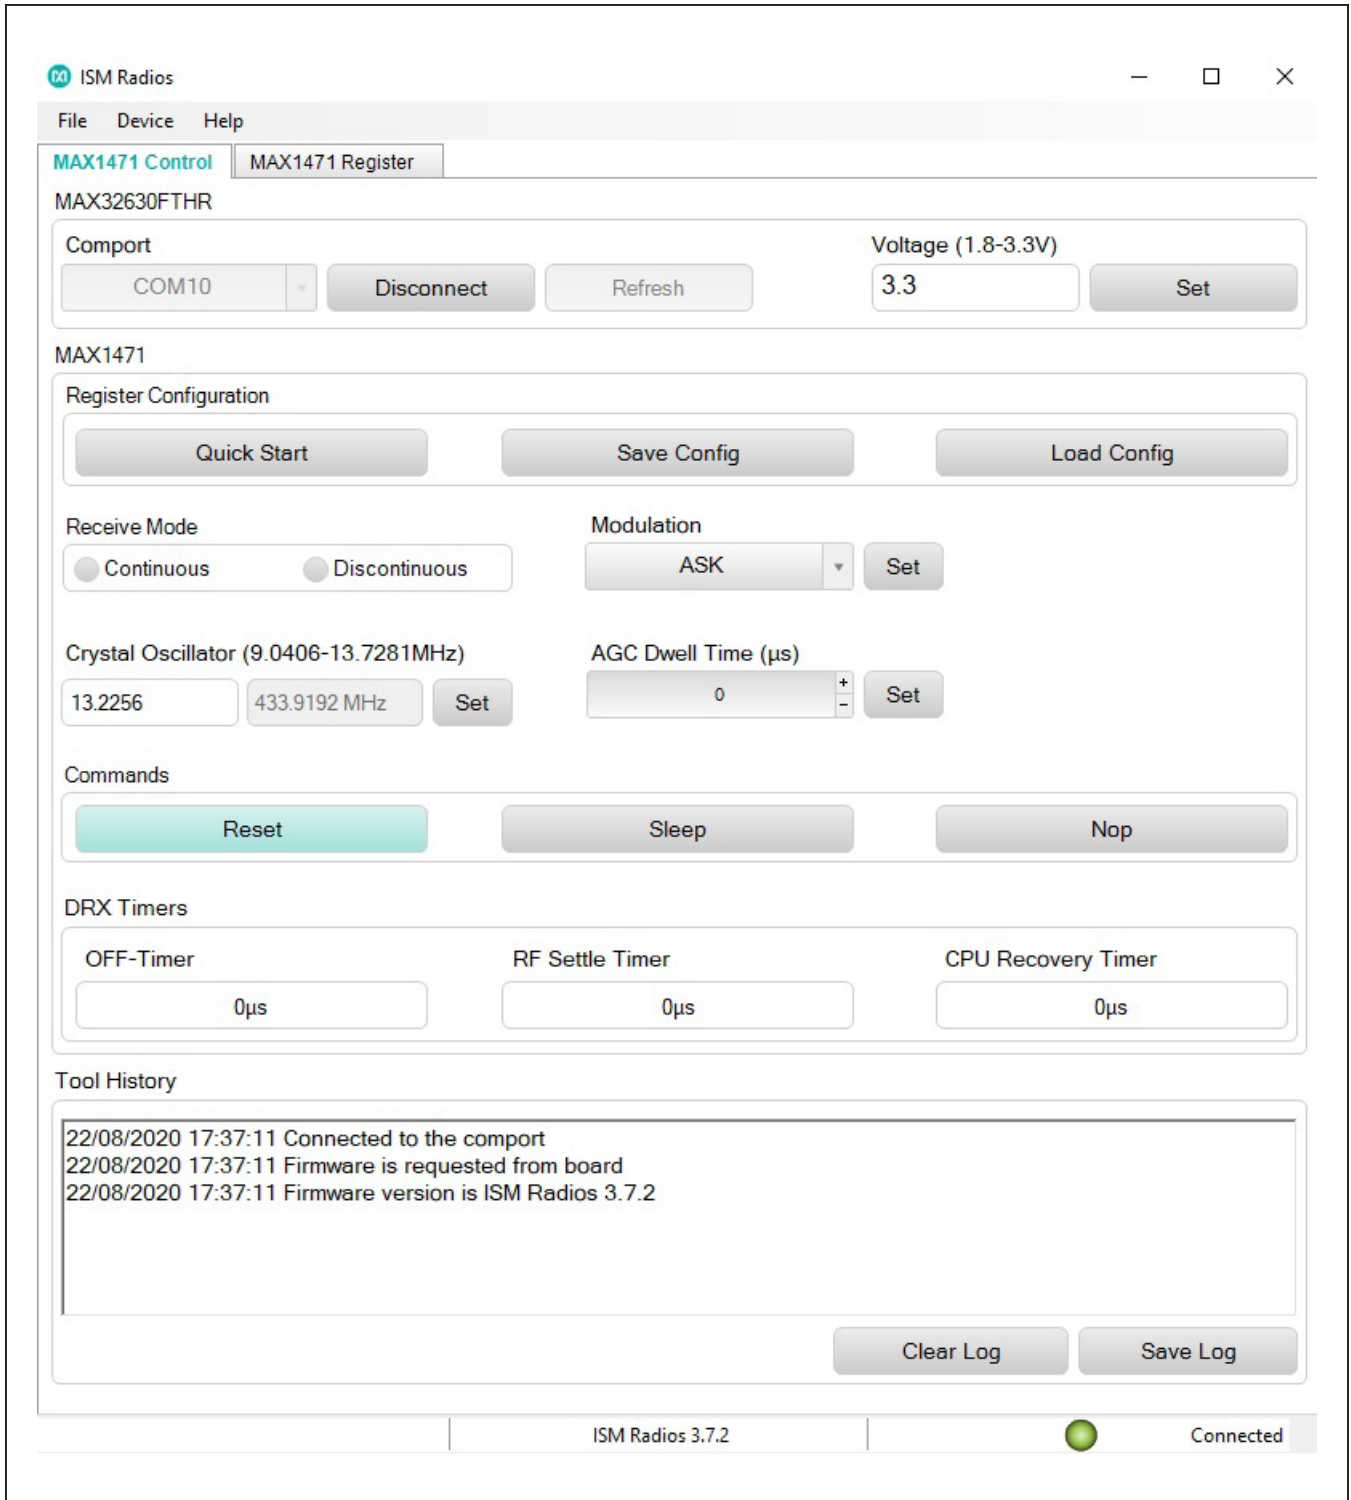 ISM Radios
File Device Help
MAX1471 Control MAX1471 Register
MAX32630FTHR
Comport Voltage (1.8-3.3V)
COM10 Disconnect Refresh 3.3 Set
MAX1471
Register Configuration
Quick Start Save Config Load Config
Receive Mode Modulation
Continuous Discontinuous ASK Set
Crystal Oscillator (9.0406-13.7281MHz) AGC Dwell Time (µs)
13.2256 433.9192 MHz Set 0 + - Set
Commands
Reset Sleep Nop
DRX Timers
OFF-Timer RF Settle Timer CPU Recovery Timer
0µs 0µs 0µs
Tool History
22/08/2020 17:37:11 Connected to the comport
22/08/2020 17:37:11 Firmware is requested from board
22/08/2020 17:37:11 Firmware version is ISM Radios 3.7.2
Clear Log Save Log
ISM Radios 3.7.2 Connected